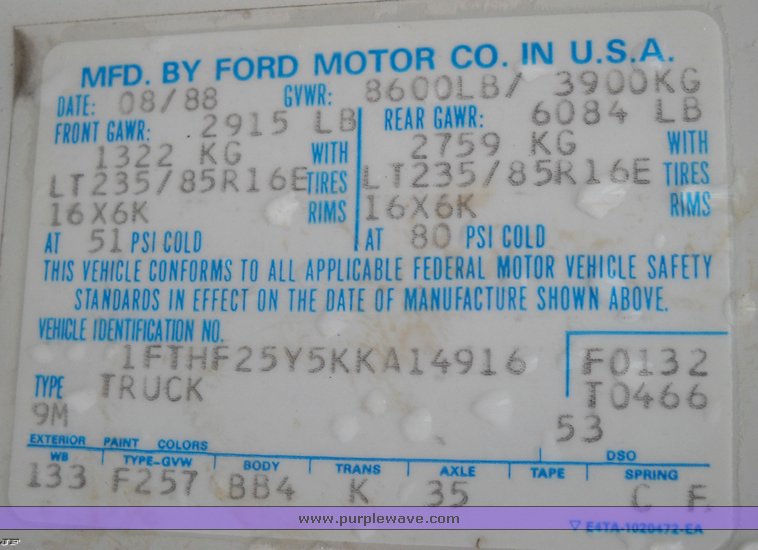 MFD. BY FORD MOTOR CO. IN U.S.A.
DATE: 08/88 GVWR: 8600LB/ 3900KG
FRONT GAWR: 2915 LB REAR GAWR: 6084 LB
1322 KG WITH 2759 KG WITH
LT235/85R16E TIRES LT235/85R16E TIRES
16X6K RIMS 16X6K RIMS
AT 51 PSI COLD AT 80 PSI COLD
THIS VEHICLE CONFORMS TO ALL APPLICABLE FEDERAL MOTOR VEHICLE SAFETY
STANDARDS IN EFFECT ON THE DATE OF MANUFACTURE SHOWN ABOVE.
VEHICLE IDENTIFICATION NO.
1FTHF25Y5KKA14916 F0132
TYPE TRUCK T0466
9M 53
EXTERIOR PAINT COLORS DSO
WB TYPE-GVW BODY TRANS AXLE TAPE SPRING
133 F257 BB4 K 35 C F
www.purplewave.com
E4TA-1020472-EA